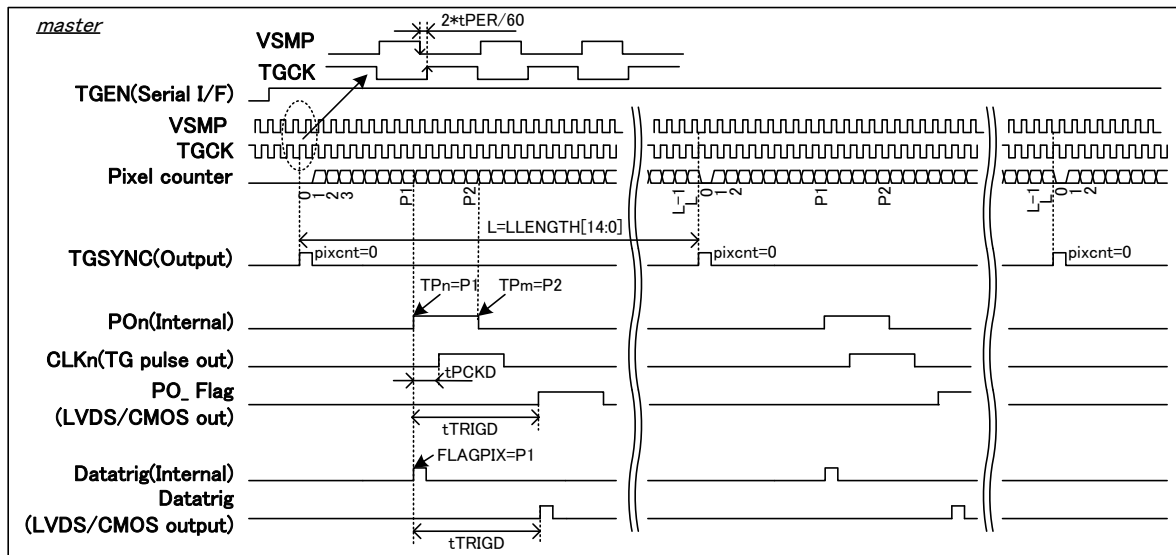 master
2*tPER/60
VSMP
TGCK
TGEN(Serial I/F)
VSMP
TGCK
Pixel counter
0 1 2 3 P1 P2 L-1 L 0 1 2 P1 P2 L-1 L 0 1 2
L=LLENGTH[14:0]
TGSYNC(Output) pixcnt=0 pixcnt=0 pixcnt=0
TPn=P1 TPm=P2
POn(Internal)
CLKn(TG pulse out)
tPCKD
PO_ Flag
(LVDS/CMOS out)
tTRIGD
FLAGPIX=P1
Datatrig(Internal)
Datatrig
(LVDS/CMOS output)
tTRIGD